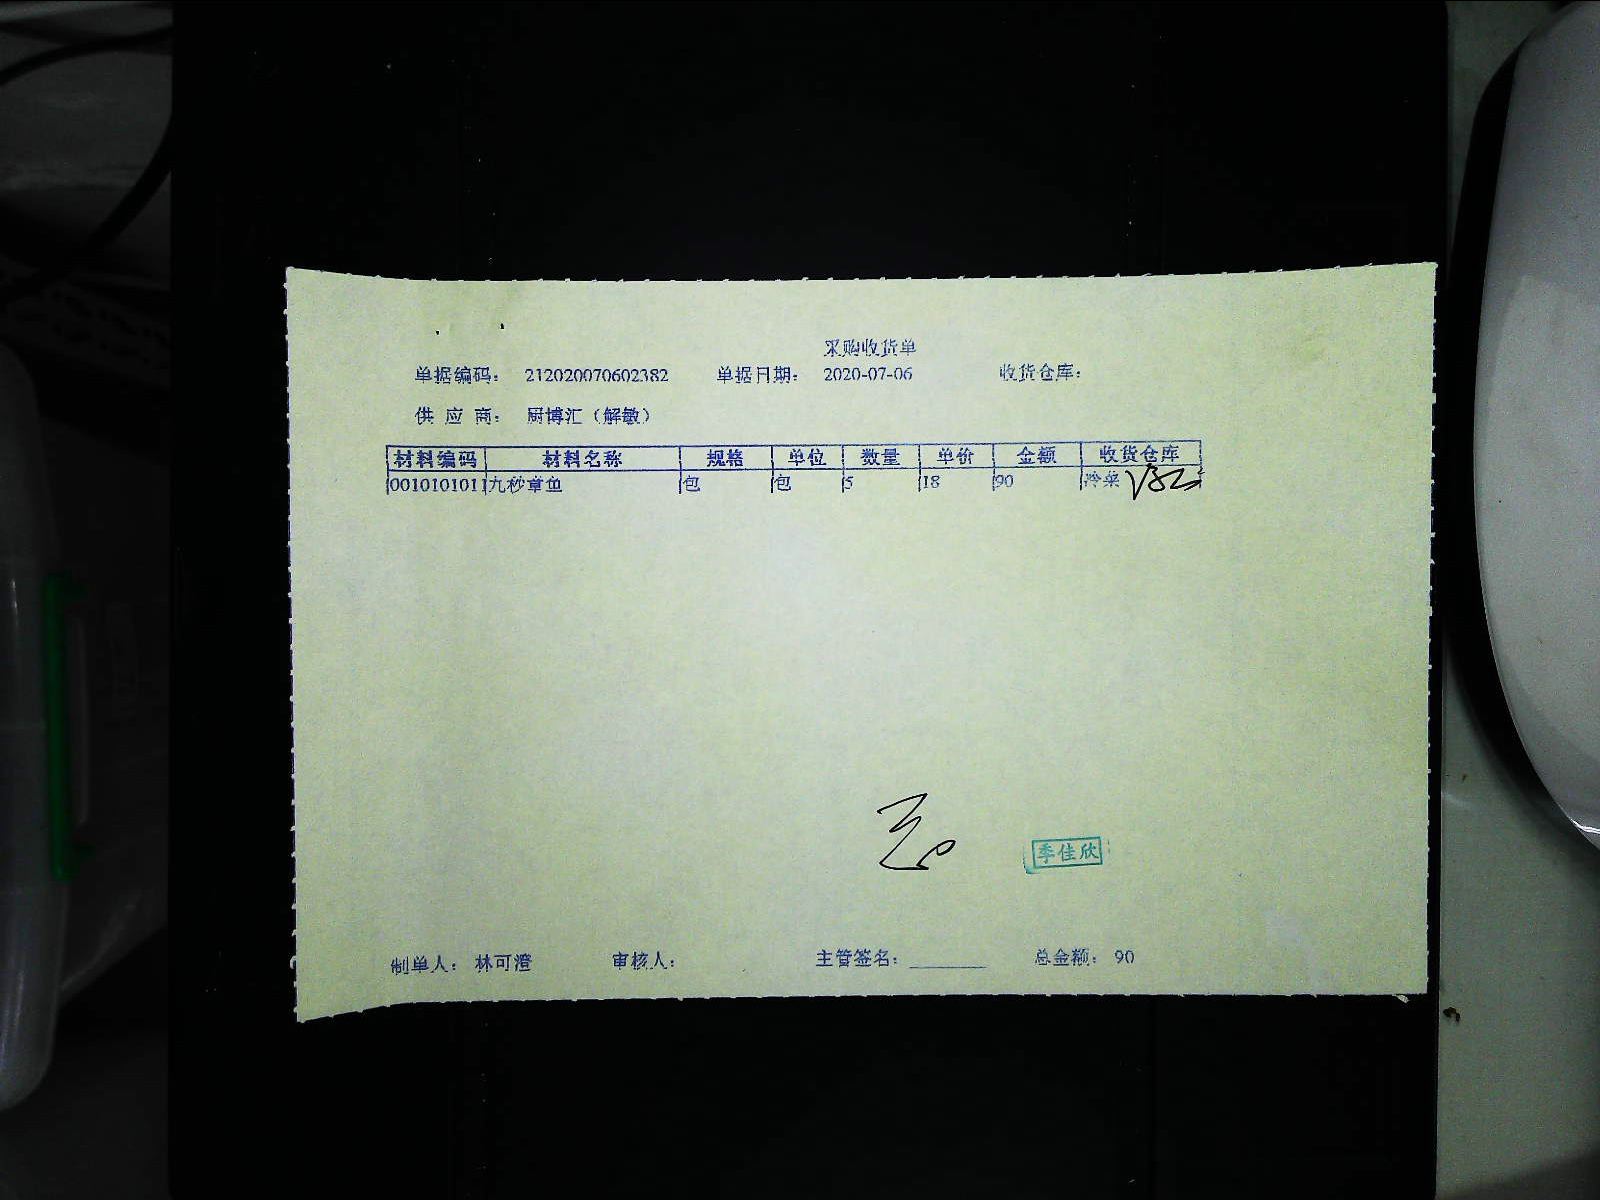 采购收货单
单据编码： 212020070602382 单据日期： 2020-07-06 收货仓库：
供 应 商： 厨博汇（解敏）
材料编码 材料名称 规格 单位 数量 单价 金额 收货仓库
0010101011 九秒章鱼 包 包 5 18 90 冷菜
季佳欣
制单人： 林可澄 审核人： 主管签名： 总金额： 90